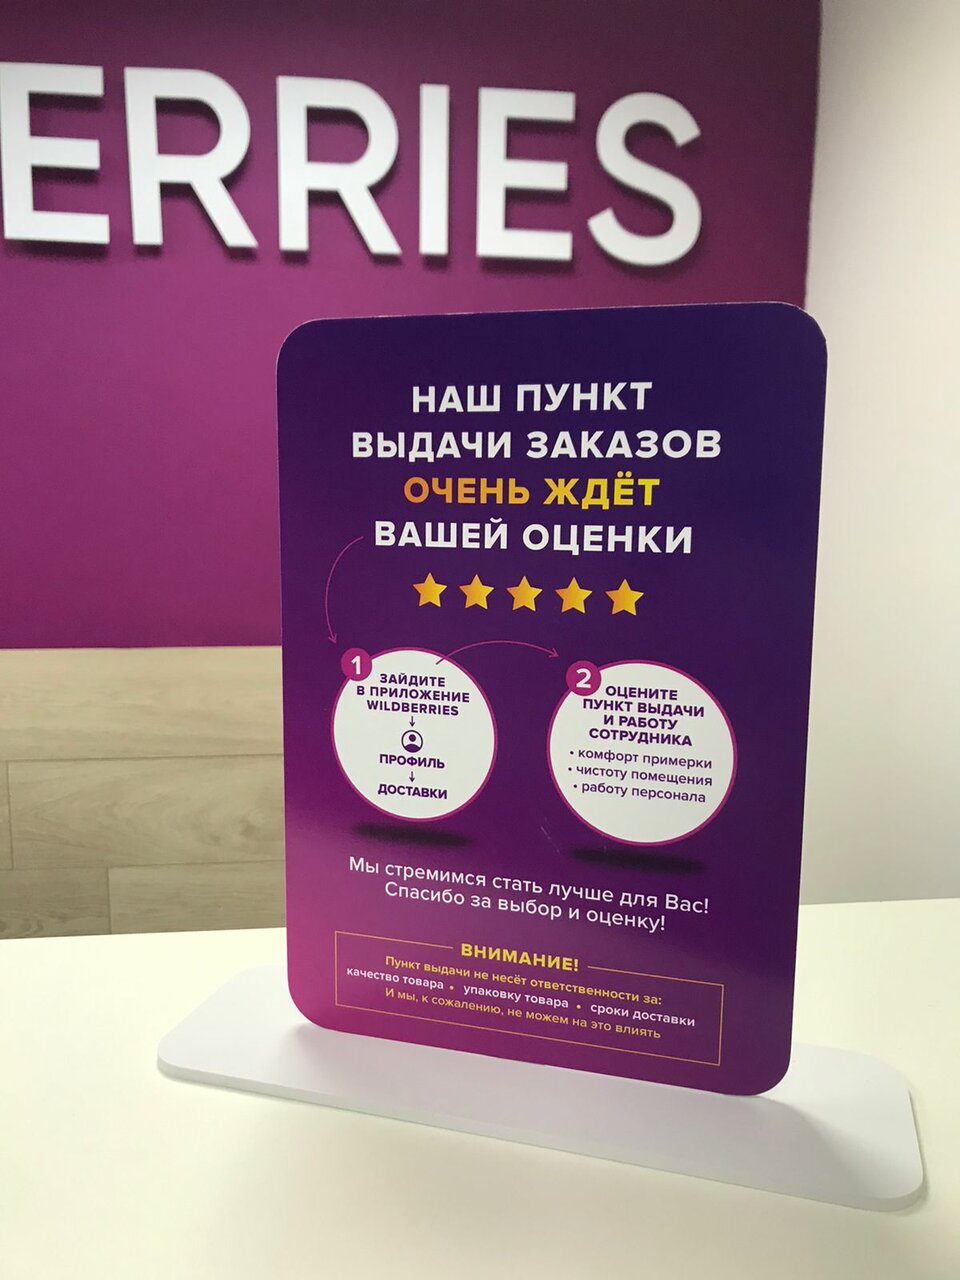 ERRIES
НАШ ПУНКТ
ВЫДАЧИ ЗАКАЗОВ
ОЧЕНЬ ЖДЁТ
ВАШЕЙ ОЦЕНКИ
1
ЗАЙДИТЕ
В ПРИЛОЖЕНИЕ
WILDBERRIES
↓
ПРОФИЛЬ
↓
ДОСТАВКИ
2
ОЦЕНИТЕ
ПУНКТ ВЫДАЧИ
И РАБОТУ
СОТРУДНИКА
• комфорт примерки
• чистоту помещения
• работу персонала
Мы стремимся стать лучше для Вас!
Спасибо за выбор и оценку!
ВНИМАНИЕ!
Пункт выдачи не несёт ответственности за:
качество товара • упаковку товара • сроки доставки
И мы, к сожалению, не можем на это влиять